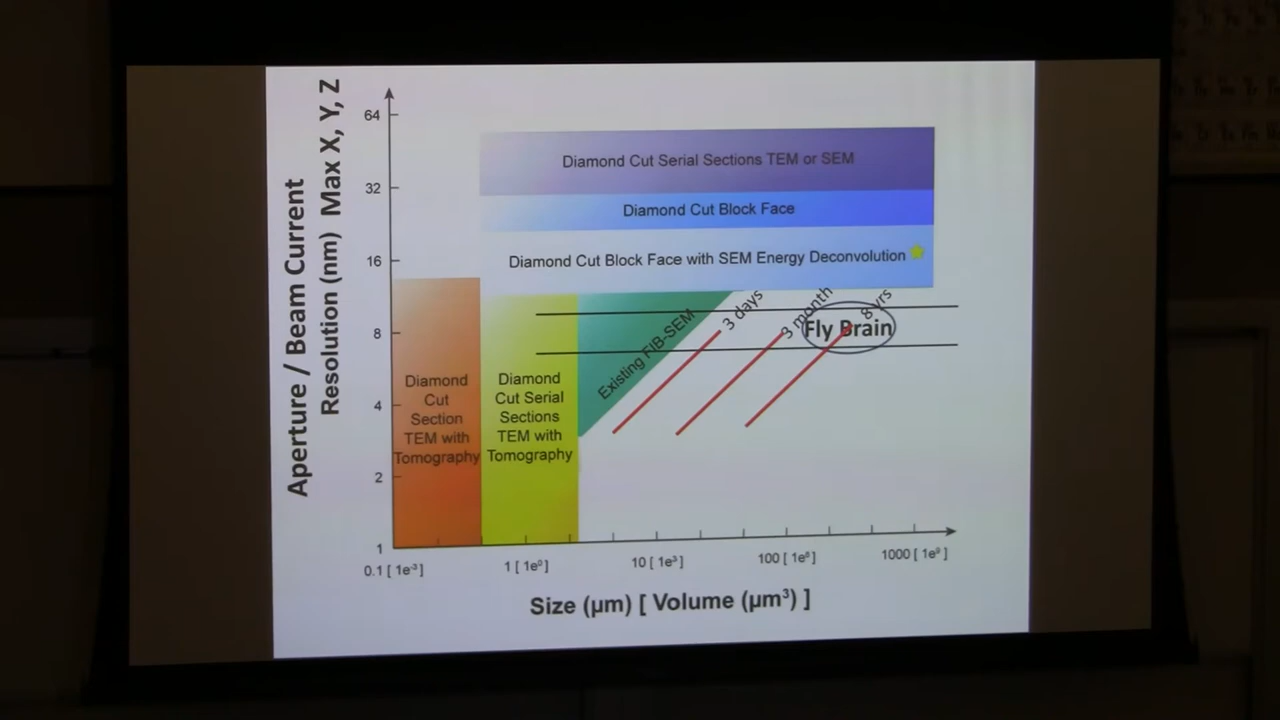 Aperture / Beam Current
Resolution (nm) Max X, Y, Z
64
32
16
8
4
2
1
Diamond Cut Serial Sections TEM or SEM
Diamond Cut Block Face
Diamond Cut Block Face with SEM Energy Deconvolution
Existing FIB-SEM
3 days
3 month
8 yrs
Fly Brain
Diamond
Cut
Section
TEM with
Tomography
Diamond
Cut Serial
Sections
TEM with
Tomography
0.1 [ 1e⁻³]
1 [ 1e⁰]
10 [ 1e³]
100 [ 1e⁶]
1000 [ 1e⁹]
Size (µm) [ Volume (µm³) ]